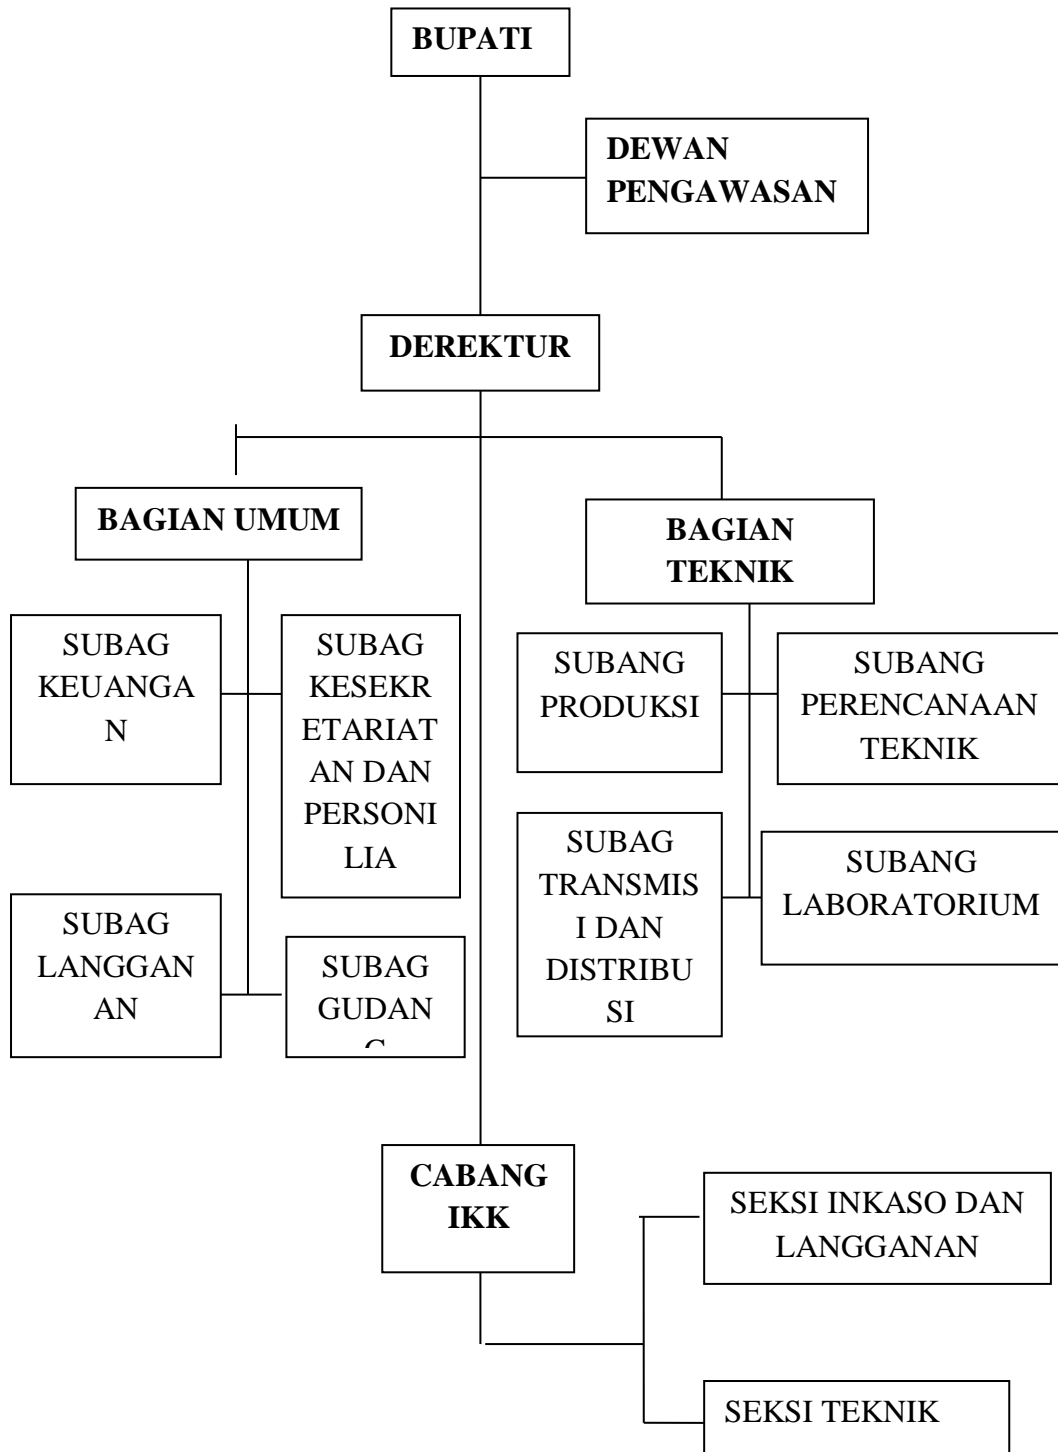 BUPATI
DEWAN
PENGAWASAN
DEREKTUR
BAGIAN UMUM
BAGIAN
TEKNIK
SUBAG
KEUANGA
N
SUBAG
KESEKR
ETARIAT
AN DAN
PERSONI
LIA
SUBANG
PRODUKSI
SUBANG
PERENCANAAN
TEKNIK
SUBAG
LANGGAN
AN
SUBAG
GUDAN
G
SUBAG
TRANSMIS
I DAN
DISTRIBU
SI
SUBANG
LABORATORIUM
CABANG
IKK
SEKSI INKASO DAN
LANGGANAN
SEKSI TEKNIK